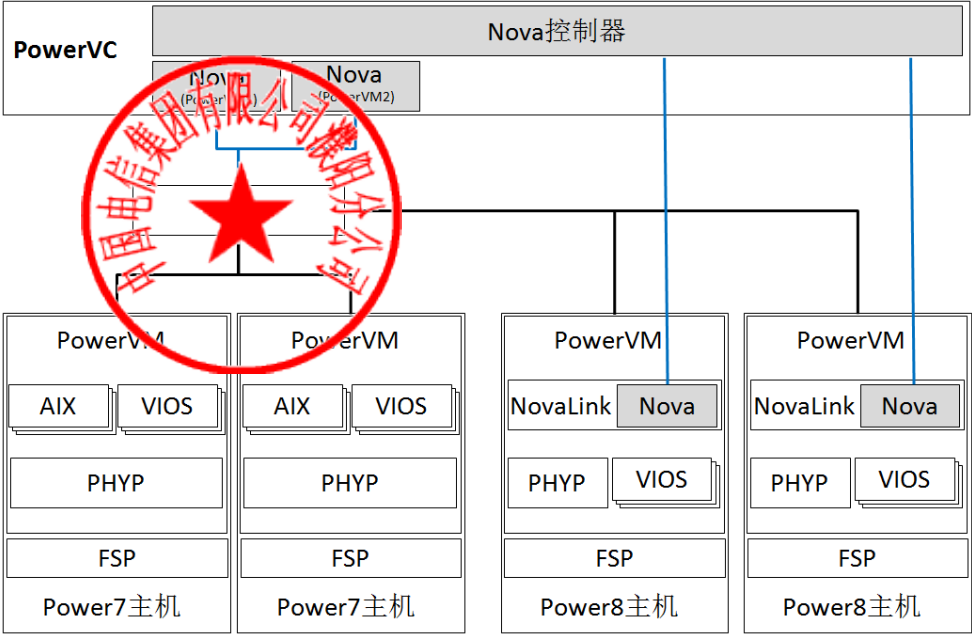 PowerVC
Nova控制器
Nova
Nova
(PowerVM2)
中国电信集团有限公司濮阳分公司
PowerVM
PowerVM
PowerVM
PowerVM
AIX
VIOS
AIX
VIOS
NovaLink
Nova
NovaLink
Nova
PHYP
PHYP
PHYP
VIOS
PHYP
VIOS
FSP
FSP
FSP
FSP
Power7主机
Power7主机
Power8主机
Power8主机